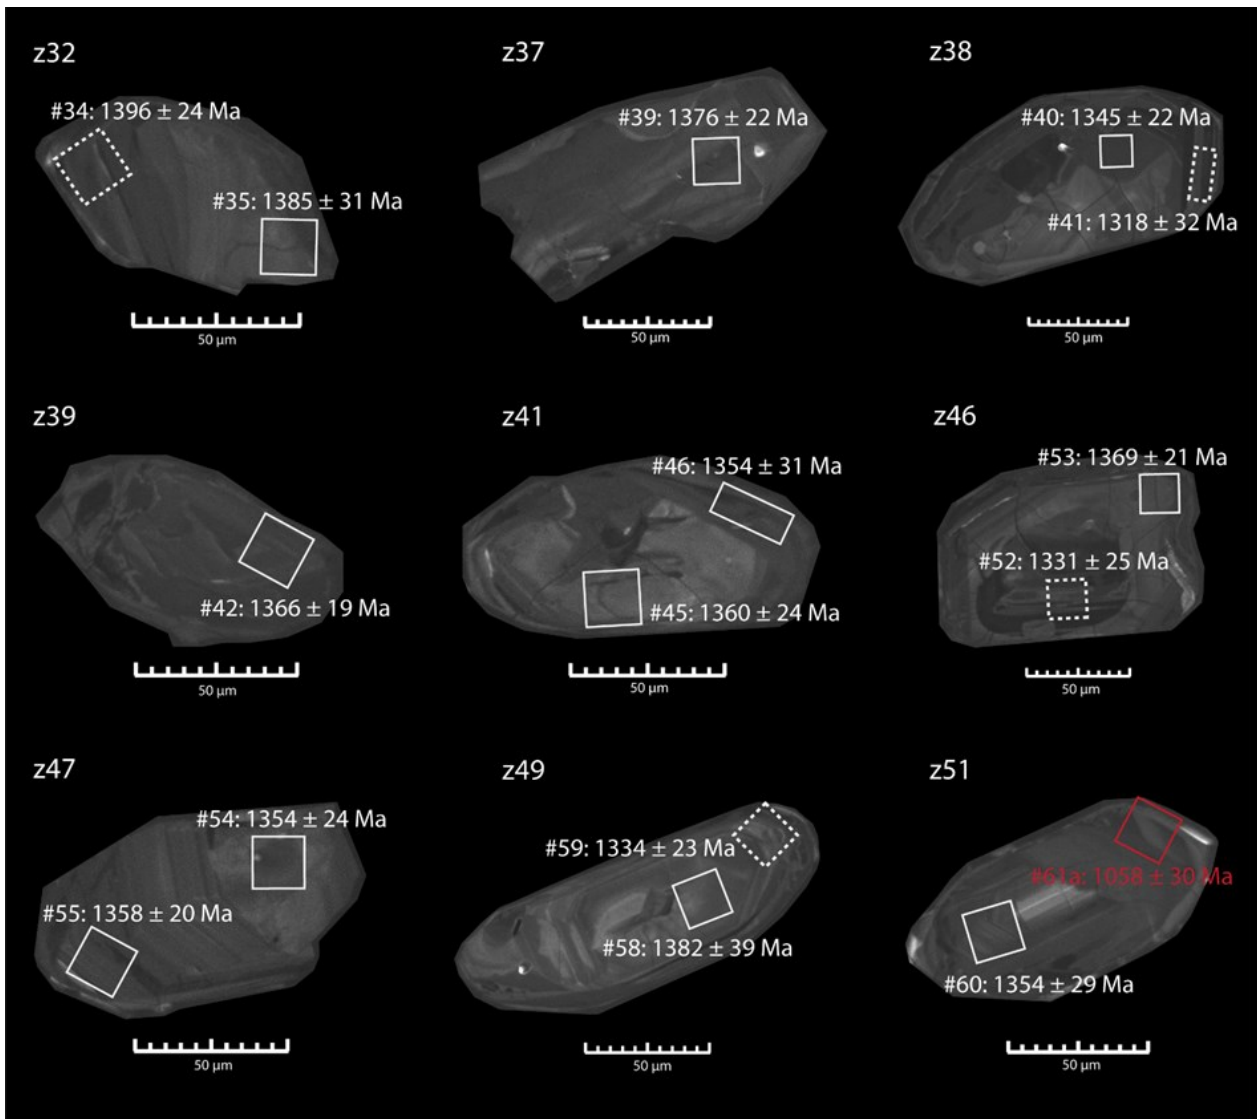 z32
z37
z38
#34: 1396 ± 24 Ma
#39: 1376 ± 22 Ma
#40: 1345 ± 22 Ma
#35: 1385 ± 31 Ma
#41: 1318 ± 32 Ma
50 µm
50 µm
50 µm
z39
z41
z46
#46: 1354 ± 31 Ma
#53: 1369 ± 21 Ma
#52: 1331 ± 25 Ma
#42: 1366 ± 19 Ma
#45: 1360 ± 24 Ma
50 µm
50 µm
50 µm
z47
z49
z51
#54: 1354 ± 24 Ma
#59: 1334 ± 23 Ma
#61a: 1058 ± 30 Ma
#55: 1358 ± 20 Ma
#58: 1382 ± 39 Ma
#60: 1354 ± 29 Ma
50 µm
50 µm
50 µm